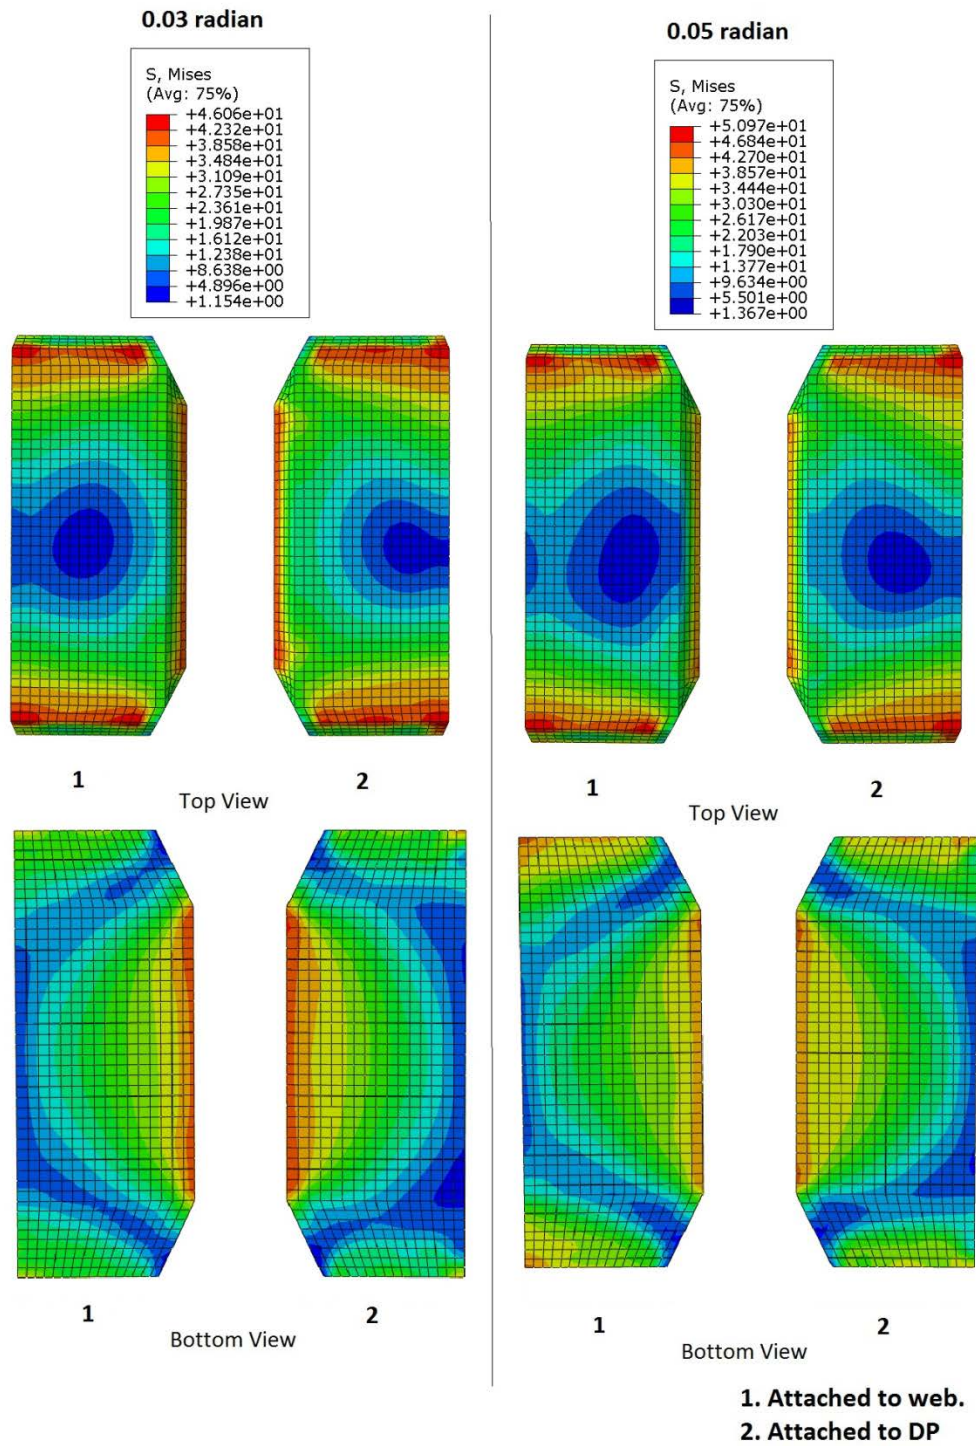 0.03 radian
S, Mises
(Avg: 75%)
+4.606e+01
+4.232e+01
+3.858e+01
+3.484e+01
+3.109e+01
+2.735e+01
+2.361e+01
+1.987e+01
+1.612e+01
+1.238e+01
+8.638e+00
+4.896e+00
+1.154e+00
0.05 radian
S, Mises
(Avg: 75%)
+5.097e+01
+4.684e+01
+4.270e+01
+3.857e+01
+3.444e+01
+3.030e+01
+2.617e+01
+2.203e+01
+1.790e+01
+1.377e+01
+9.634e+00
+5.501e+00
+1.367e+00
1 2
Top View
1 2
Top View
1 2
Bottom View
1 2
Bottom View
1. Attached to web.
2. Attached to DP